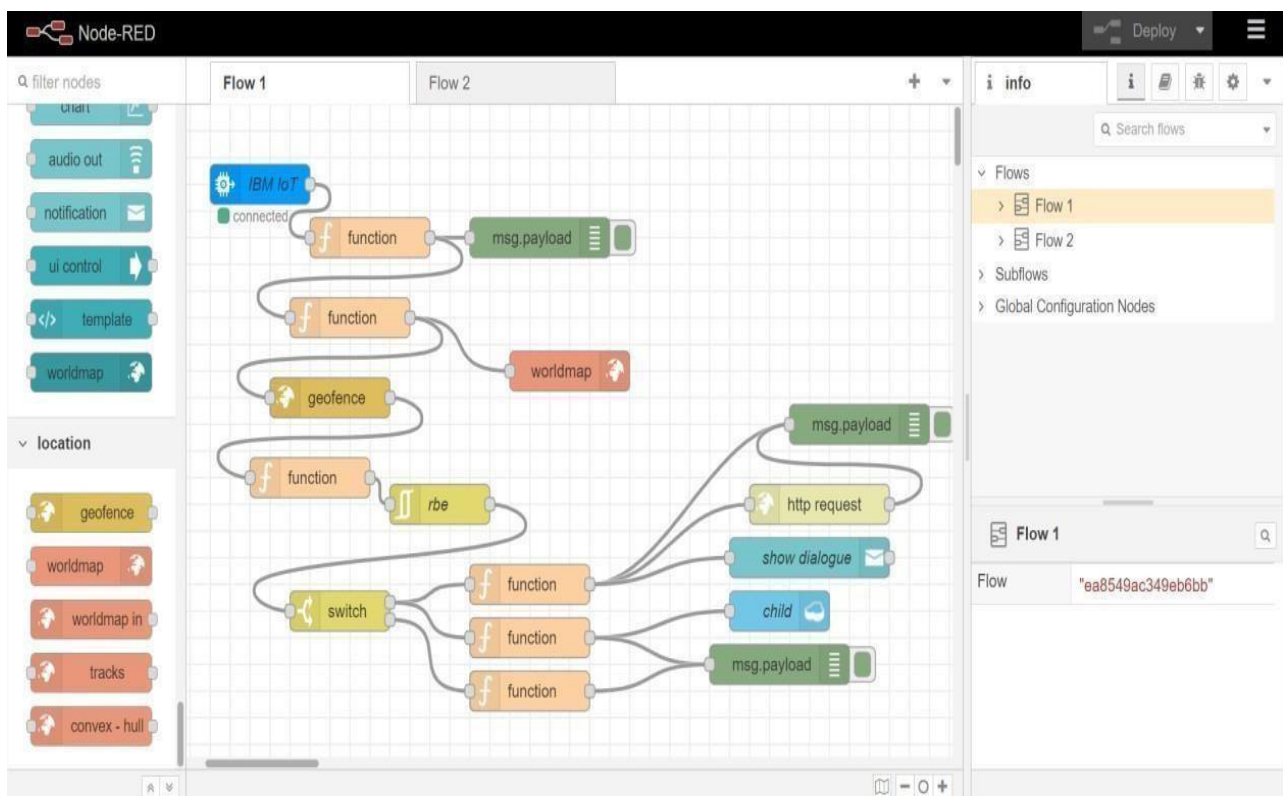 Node-RED
Deploy
filter nodes
Flow 1
Flow 2
info
i
Search flows
chart
audio out
notification
ui control
</> template
worldmap
location
geofence
worldmap
worldmap in
tracks
convex - hull
IBM IoT
connected
function
msg.payload
function
worldmap
geofence
msg.payload
function
rbe
http request
show dialogue
switch
function
child
function
msg.payload
function
Flows
Flow 1
Flow 2
Subflows
Global Configuration Nodes
Flow 1
Flow
"ea8549ac349eb6bb"